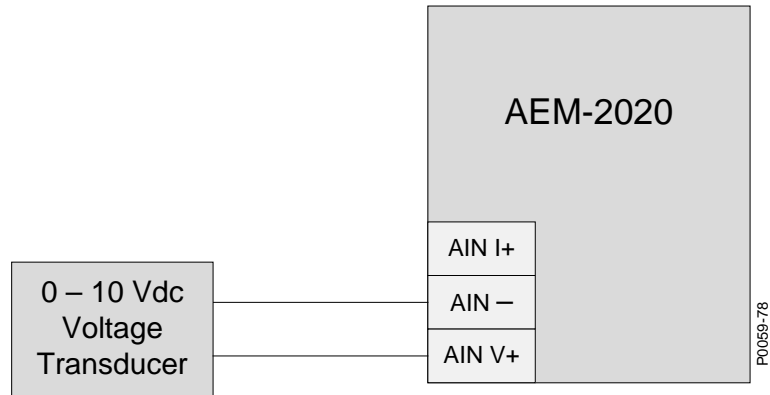 AEM-2020
AIN I+
AIN –
AIN V+
0 – 10 Vdc
Voltage
Transducer
P0059-78